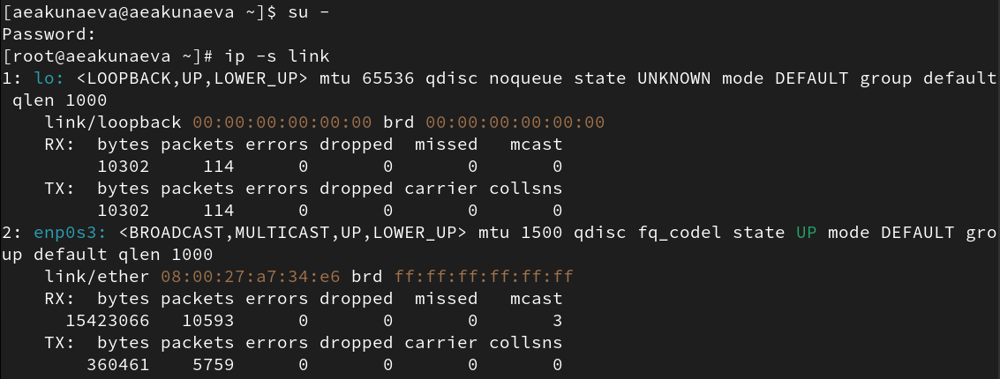 [aeakunaeva@aeakunaeva ~]$ su -
Password:
[root@aeakunaeva ~]# ip -s link
1: lo: <LOOPBACK,UP,LOWER_UP> mtu 65536 qdisc noqueue state UNKNOWN mode DEFAULT group default
 qlen 1000
    link/loopback 00:00:00:00:00:00 brd 00:00:00:00:00:00
    RX:  bytes packets errors dropped  missed   mcast
         10302     114      0       0       0       0
    TX:  bytes packets errors dropped carrier collsns
         10302     114      0       0       0       0
2: enp0s3: <BROADCAST,MULTICAST,UP,LOWER_UP> mtu 1500 qdisc fq_codel state UP mode DEFAULT gro
up default qlen 1000
    link/ether 08:00:27:a7:34:e6 brd ff:ff:ff:ff:ff:ff
    RX:  bytes packets errors dropped  missed   mcast
      15423066   10593      0       0       0       3
    TX:  bytes packets errors dropped carrier collsns
        360461    5759      0       0       0       0